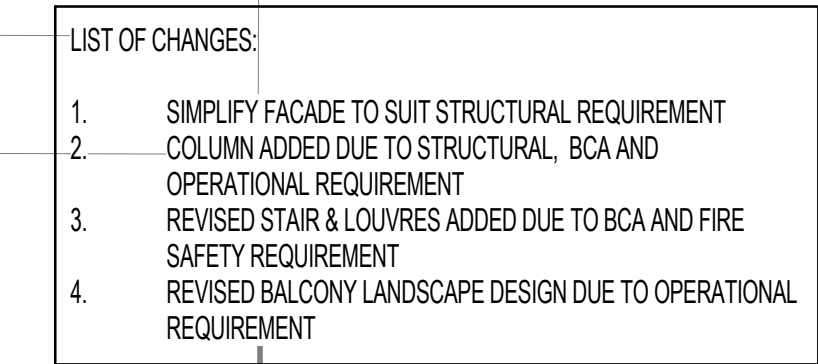 LIST OF CHANGES:
1. SIMPLIFY FACADE TO SUIT STRUCTURAL REQUIREMENT
2. COLUMN ADDED DUE TO STRUCTURAL, BCA AND
OPERATIONAL REQUIREMENT
3. REVISED STAIR & LOUVRES ADDED DUE TO BCA AND FIRE
SAFETY REQUIREMENT
4. REVISED BALCONY LANDSCAPE DESIGN DUE TO OPERATIONAL
REQUIREMENT